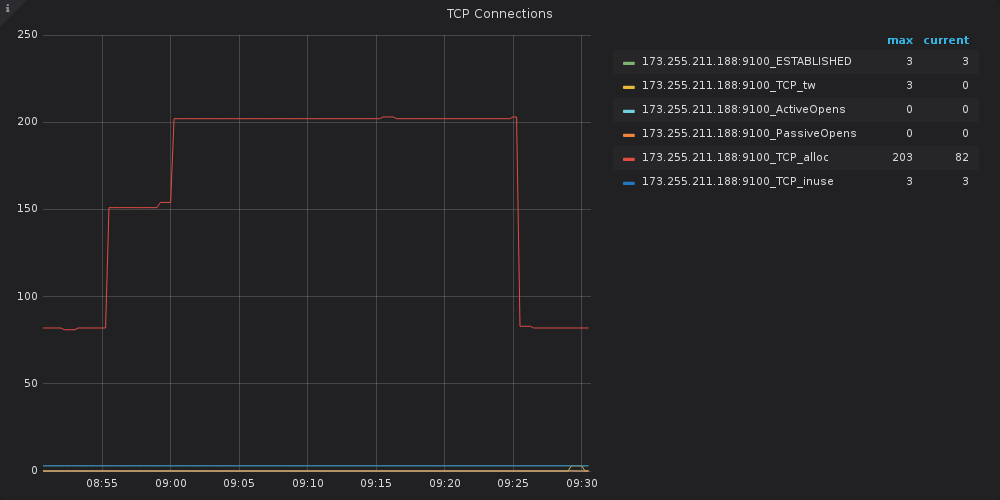 i
TCP Connections
max current
173.255.211.188:9100_ESTABLISHED 3 3
173.255.211.188:9100_TCP_tw 3 0
173.255.211.188:9100_ActiveOpens 0 0
173.255.211.188:9100_PassiveOpens 0 0
173.255.211.188:9100_TCP_alloc 203 82
173.255.211.188:9100_TCP_inuse 3 3
250
200
150
100
50
0
08:55 09:00 09:05 09:10 09:15 09:20 09:25 09:30